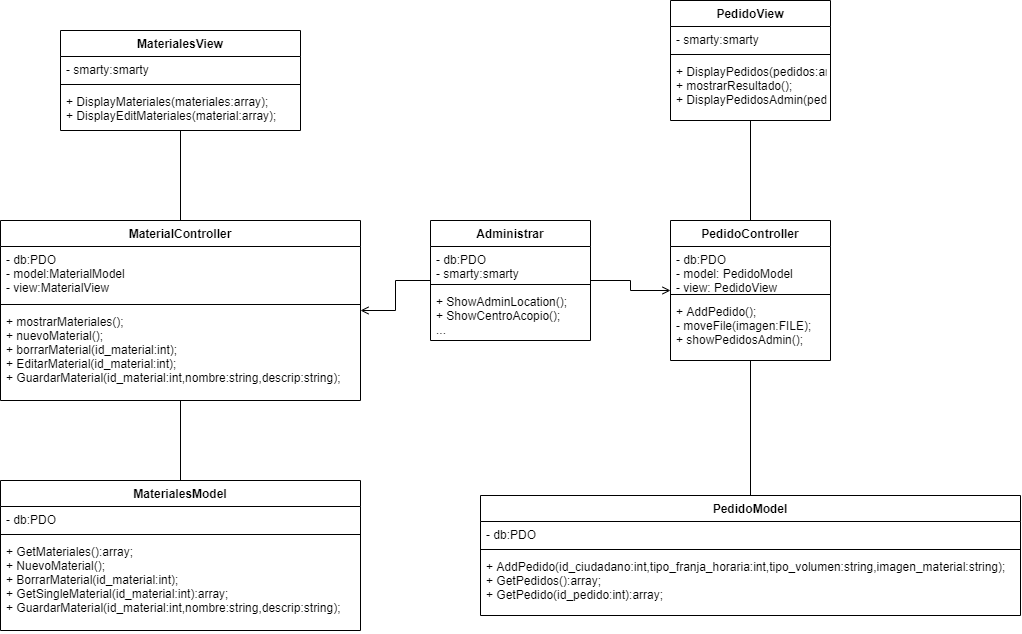 MaterialesView
- smarty:smarty
+ DisplayMateriales(materiales:array);
+ DisplayEditMateriales(material:array);
PedidoView
- smarty:smarty
+ DisplayPedidos(pedidos:ar
+ mostrarResultado();
+ DisplayPedidosAdmin(ped
MaterialController
- db:PDO
- model:MaterialModel
- view:MaterialView
+ mostrarMateriales();
+ nuevoMaterial();
+ borrarMaterial(id_material:int);
+ EditarMaterial(id_material:int);
+ GuardarMaterial(id_material:int,nombre:string,descrip:string);
Administrar
- db:PDO
- smarty:smarty
+ ShowAdminLocation();
+ ShowCentroAcopio();
...
PedidoController
- db:PDO
- model: PedidoModel
- view: PedidoView
+ AddPedido();
- moveFile(imagen:FILE);
+ showPedidosAdmin();
MaterialesModel
- db:PDO
+ GetMateriales():array;
+ NuevoMaterial();
+ BorrarMaterial(id_material:int);
+ GetSingleMaterial(id_material:int):array;
+ GuardarMaterial(id_material:int,nombre:string,descrip:string);
PedidoModel
- db:PDO
+ AddPedido(id_ciudadano:int,tipo_franja_horaria:int,tipo_volumen:string,imagen_material:string);
+ GetPedidos():array;
+ GetPedido(id_pedido:int):array;